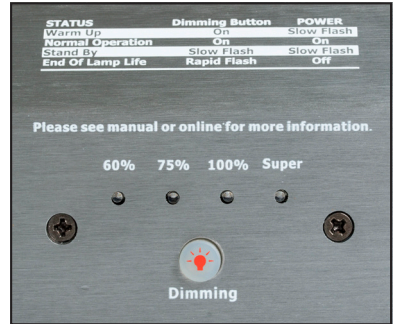 STATUS Dimming Button POWER
Warm Up On Slow Flash
Normal Operation On On
Stand By Slow Flash Slow Flash
End Of Lamp Life Rapid Flash Off
Please see manual or online for more information.
60% 75% 100% Super
Dimming